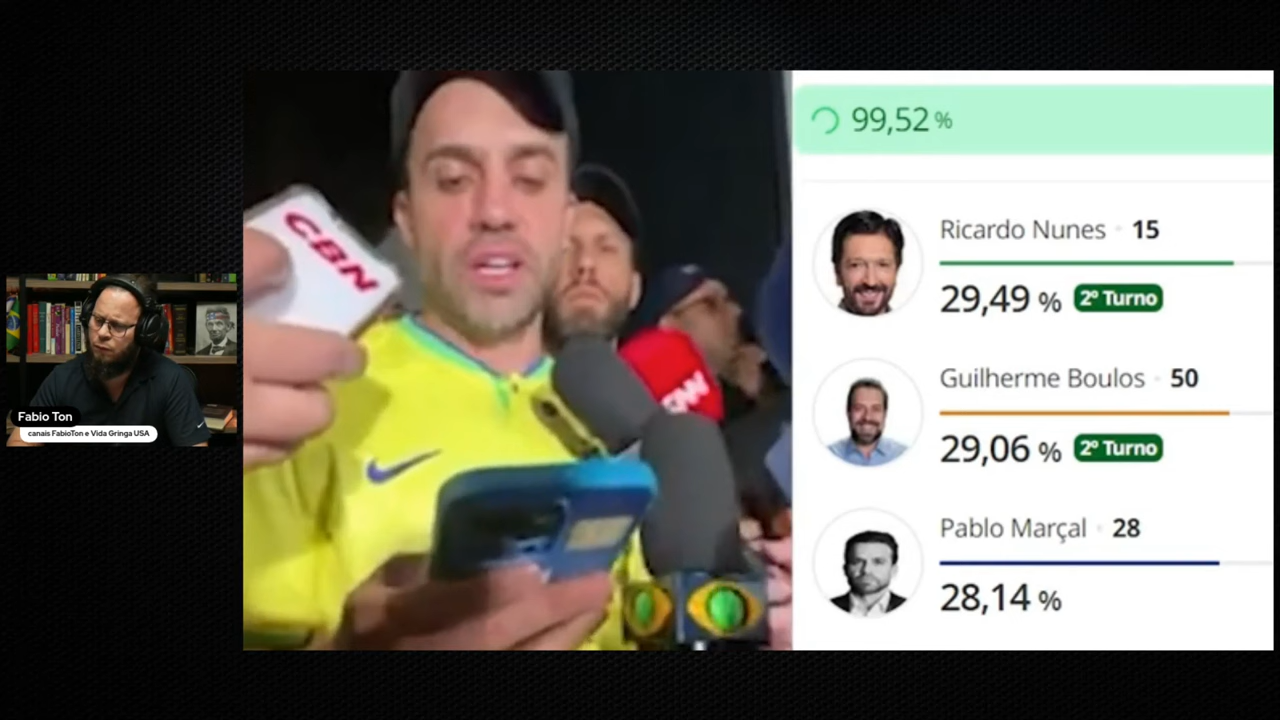 CBN
CNN
Fabio Ton
canais FabioTon e Vida Gringa USA
99,52 %
Ricardo Nunes · 15
29,49 % 2º Turno
Guilherme Boulos · 50
29,06 % 2º Turno
Pablo Marçal · 28
28,14 %